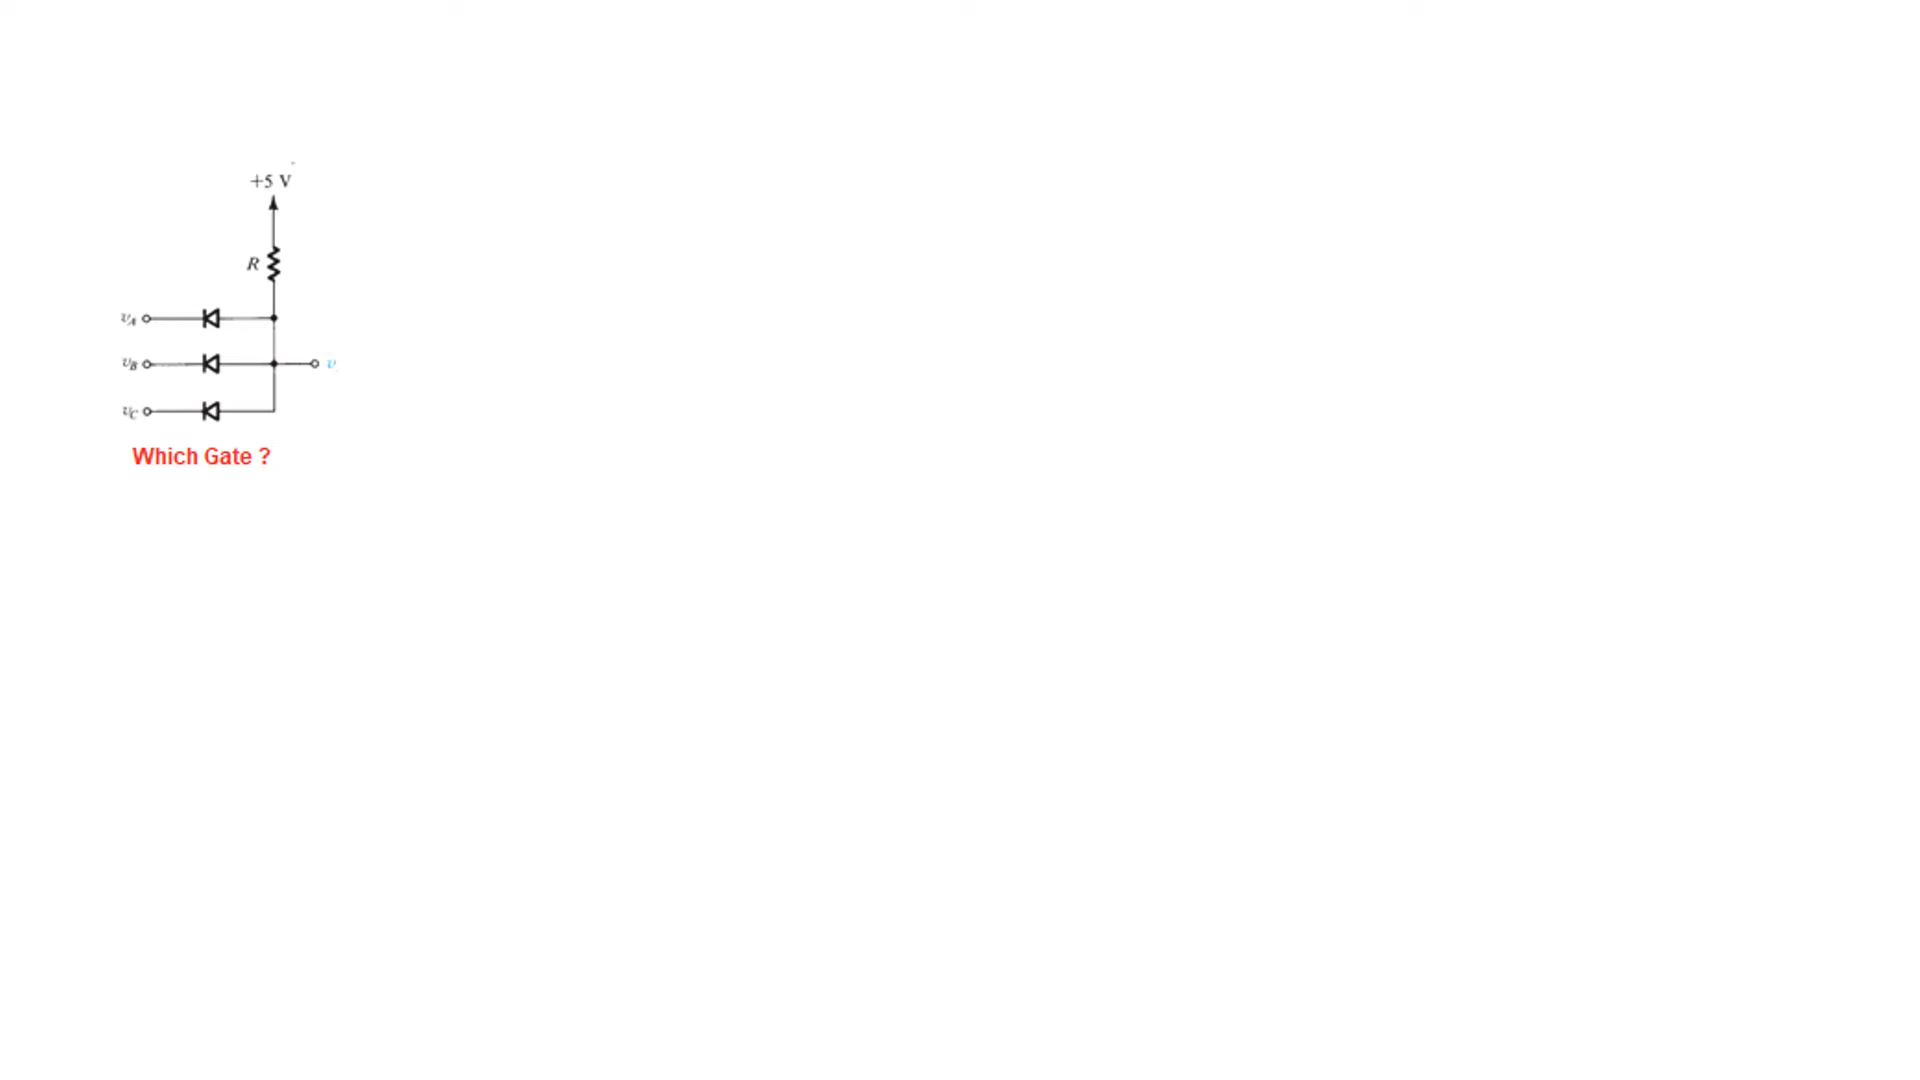 +5 V
R
vA
vB
v
vC
Which Gate ?